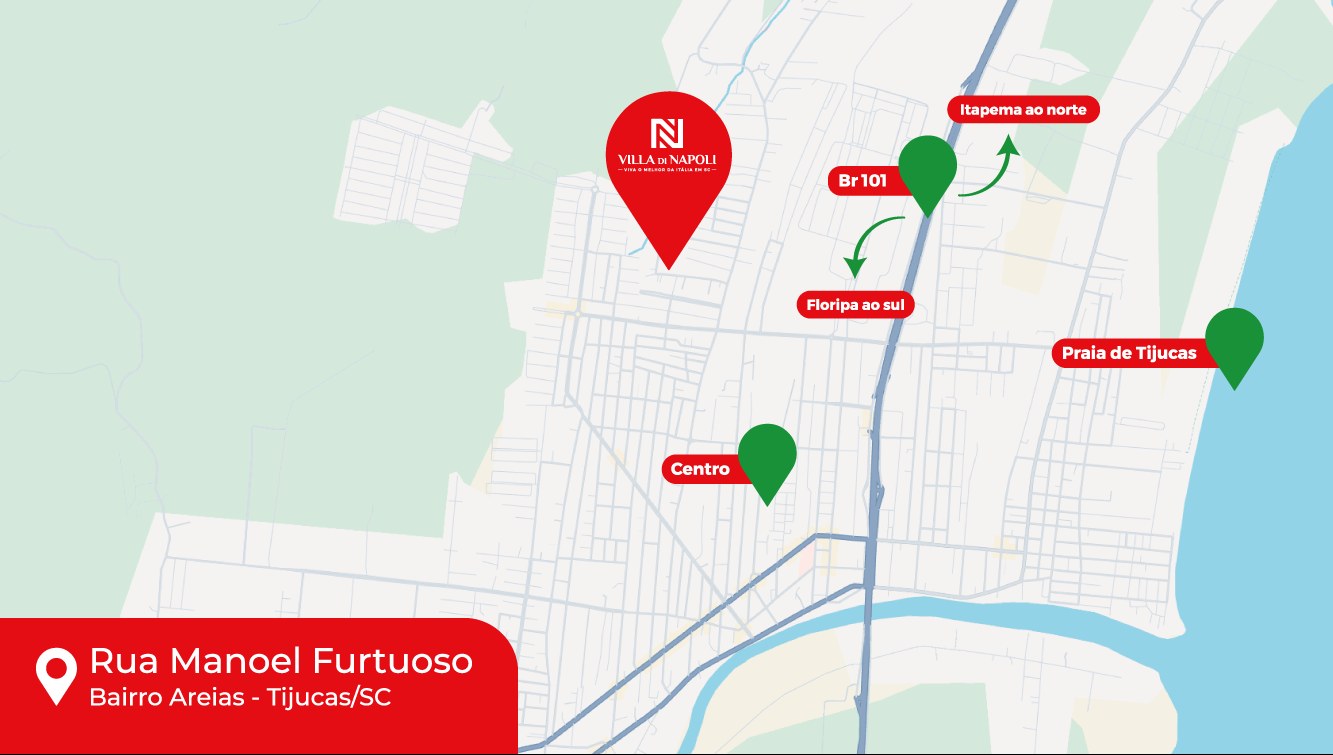 Itapema ao norte
VILLA DI NAPOLI
VIVA O MELHOR DA ITÁLIA EM SC
Br 101
Floripa ao sul
Praia de Tijucas
Centro
Rua Manoel Furtuoso
Bairro Areias - Tijucas/SC